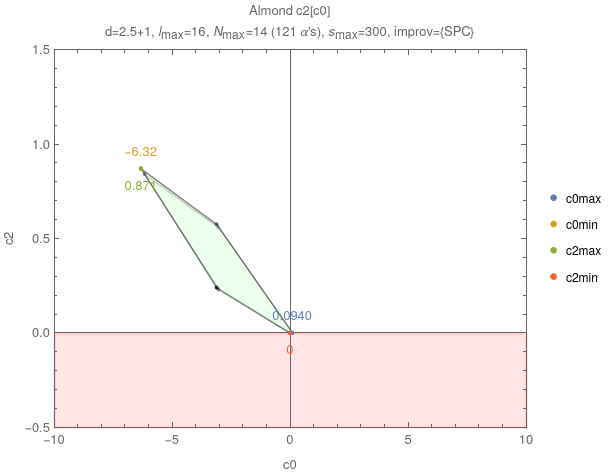 Almond c2[c0]
d=2.5+1, lmax=16, Nmax=14 (121 α's), smax=300, improv={SPC}
c2
1.5
1.0
0.5
0.0
−0.5
−6.32
0.871
0.0940
0
−10
−5
0
5
10
c0
c0max
c0min
c2max
c2min